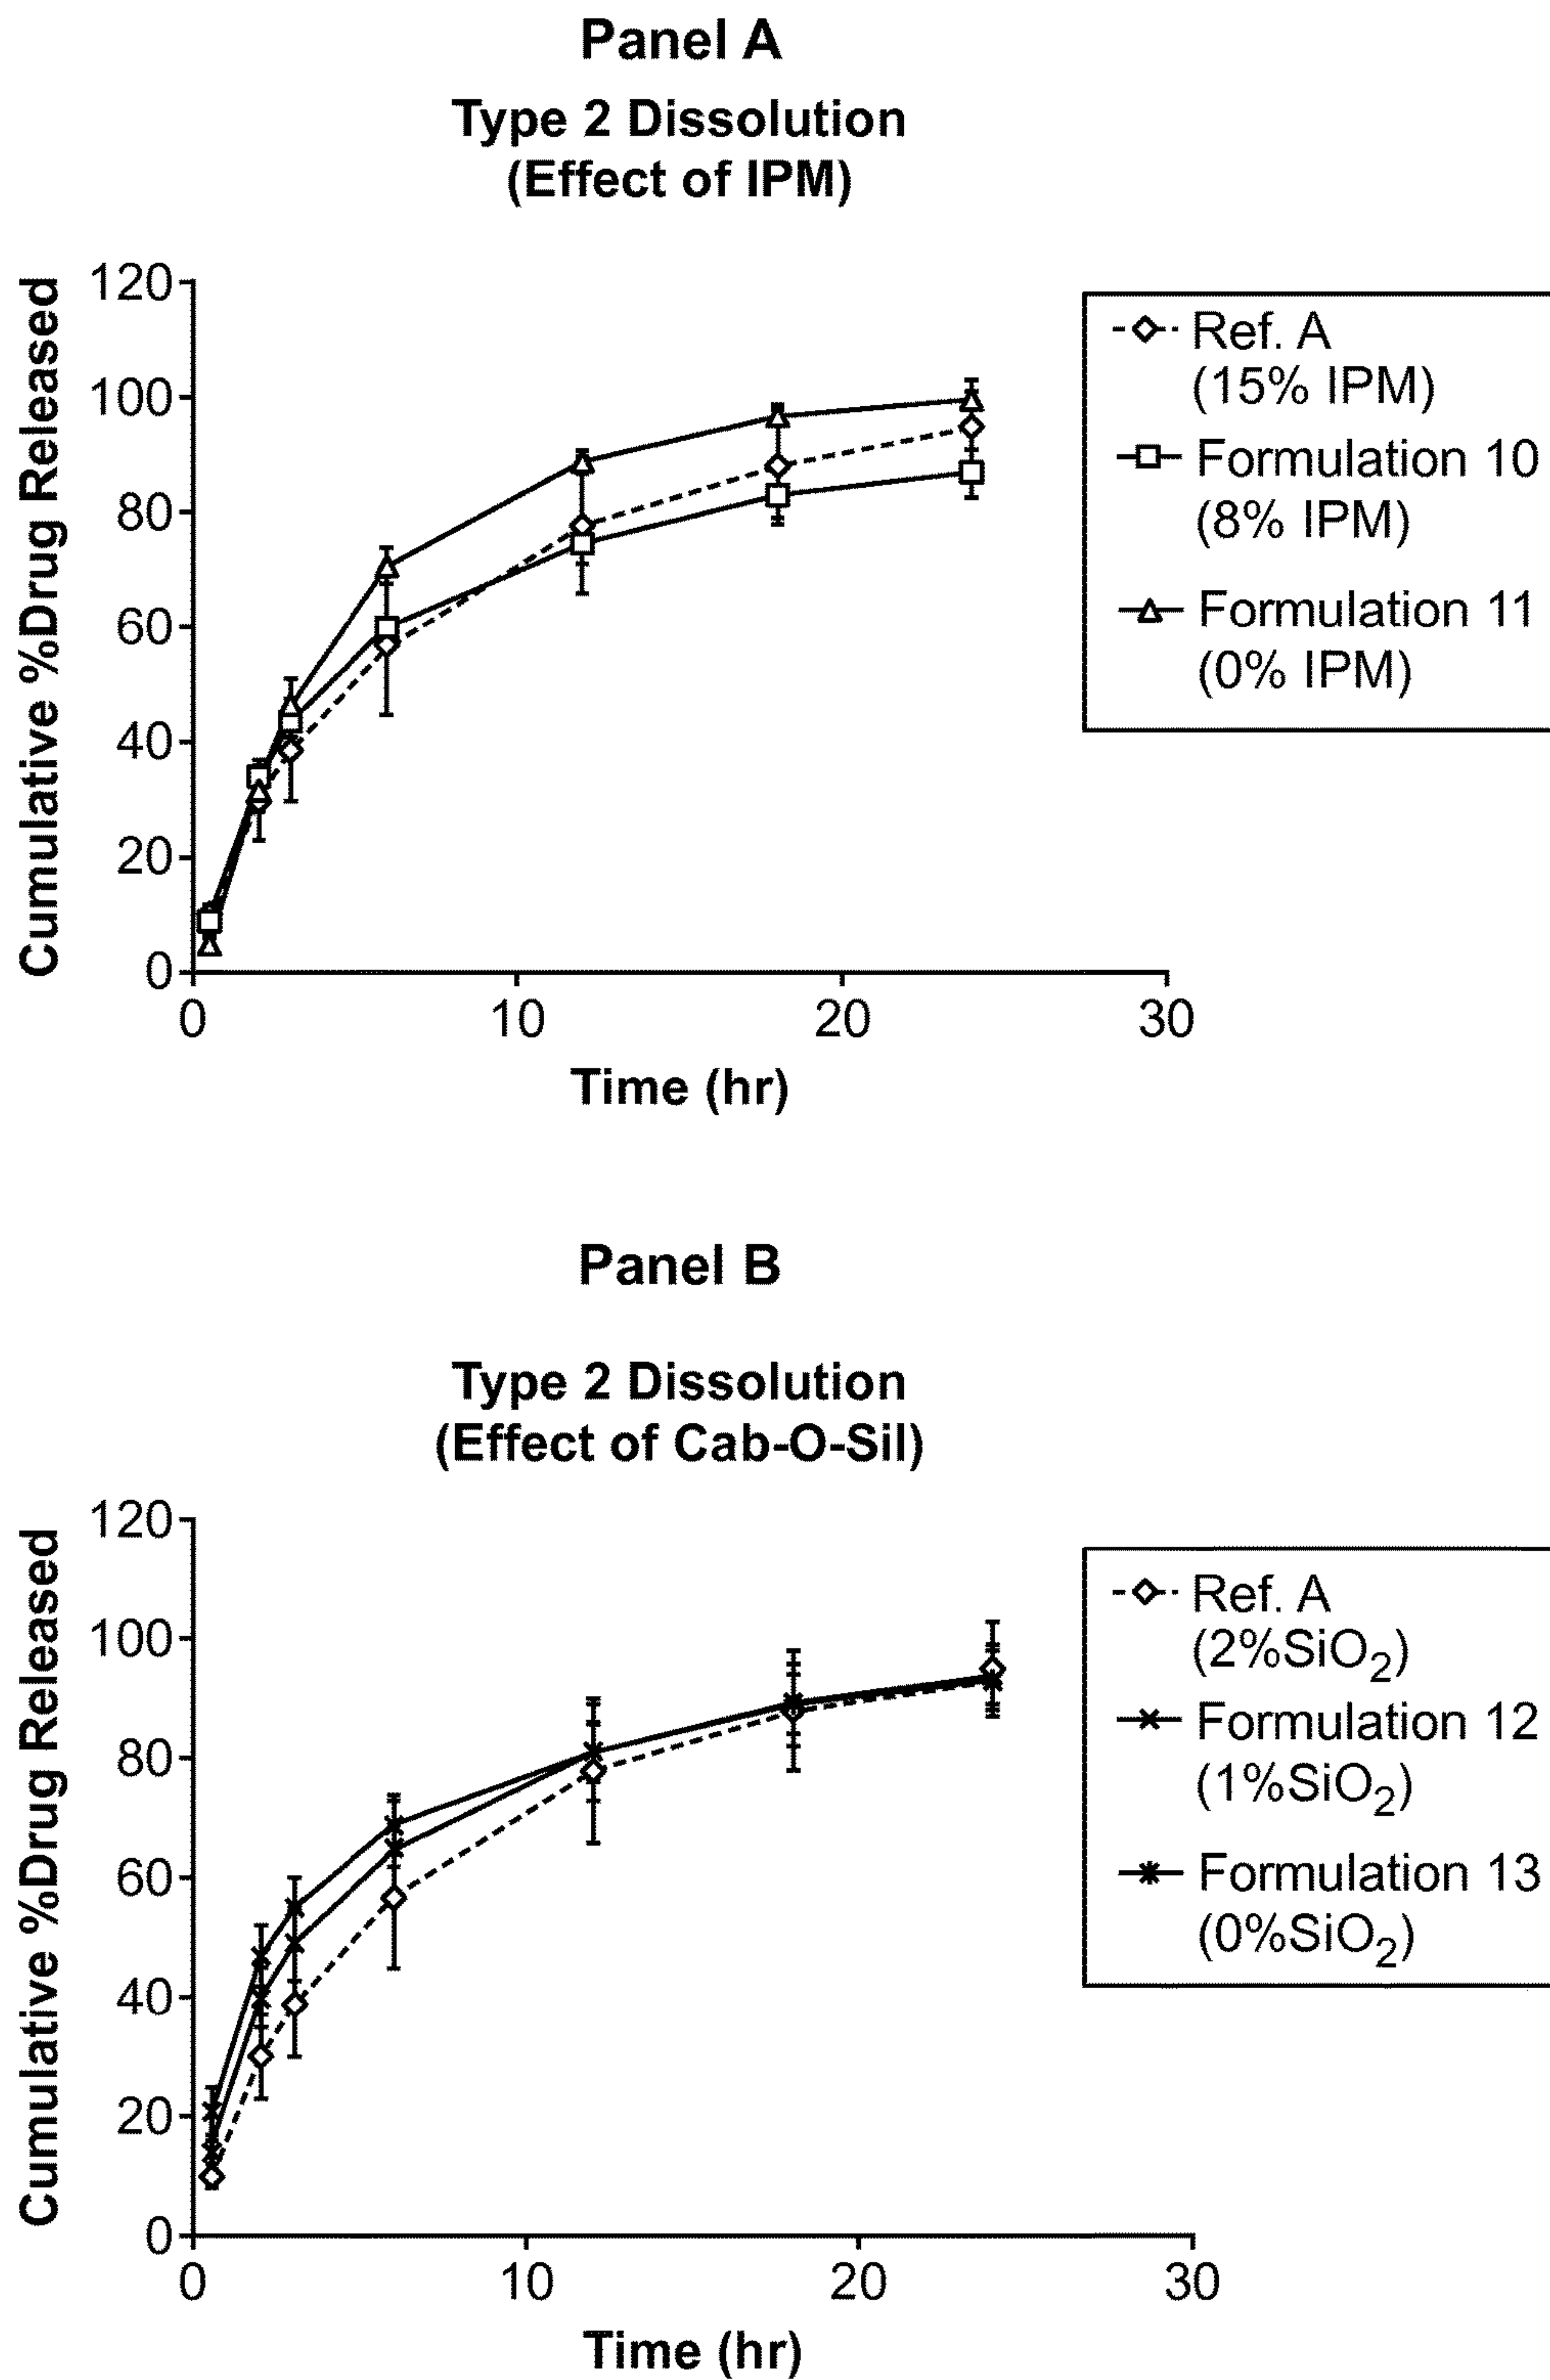 Panel A
Type 2 Dissolution
(Effect of IPM)
Cumulative %Drug Released
120
100
80
60
40
20
0
0 10 20 30
Time (hr)
Ref. A
(15% IPM)
Formulation 10
(8% IPM)
Formulation 11
(0% IPM)
Panel B
Type 2 Dissolution
(Effect of Cab-O-Sil)
Cumulative %Drug Released
120
100
80
60
40
20
0
0 10 20 30
Time (hr)
Ref. A
(2%SiO₂)
Formulation 12
(1%SiO₂)
Formulation 13
(0%SiO₂)